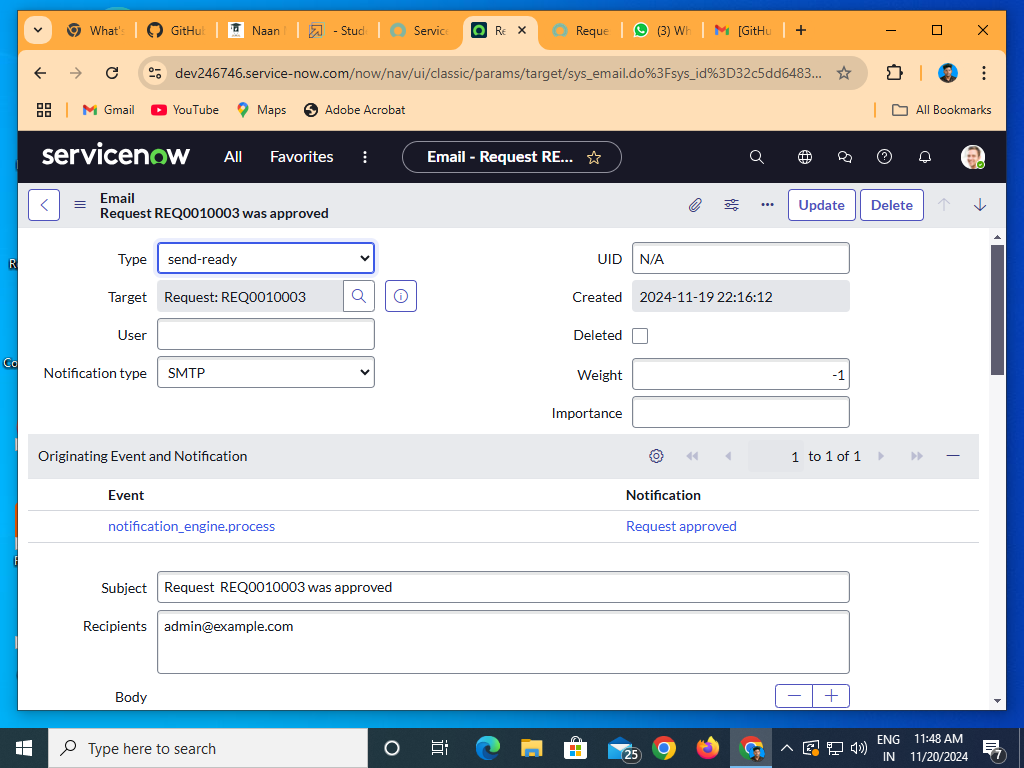 What'
GitHu
Naan
- Stud
Servic
Re
Reque
(3) Wh
[GitHu
dev246746.service-now.com/now/nav/ui/classic/params/target/sys_email.do%3Fsys_id%3D32c5dd6483...
Gmail
YouTube
Maps
Adobe Acrobat
All Bookmarks
servicenow
All
Favorites
Email - Request RE...
Email
Request REQ0010003 was approved
Update
Delete
Type
send-ready
UID
N/A
Target
Request: REQ0010003
Created
2024-11-19 22:16:12
User
Deleted
Notification type
SMTP
Weight
-1
Importance
Originating Event and Notification
1 to 1 of 1
Event
Notification
notification_engine.process
Request approved
Subject
Request REQ0010003 was approved
Recipients
admin@example.com
Body
R
Co
Type here to search
25
ENG
IN
11:48 AM
11/20/2024
7